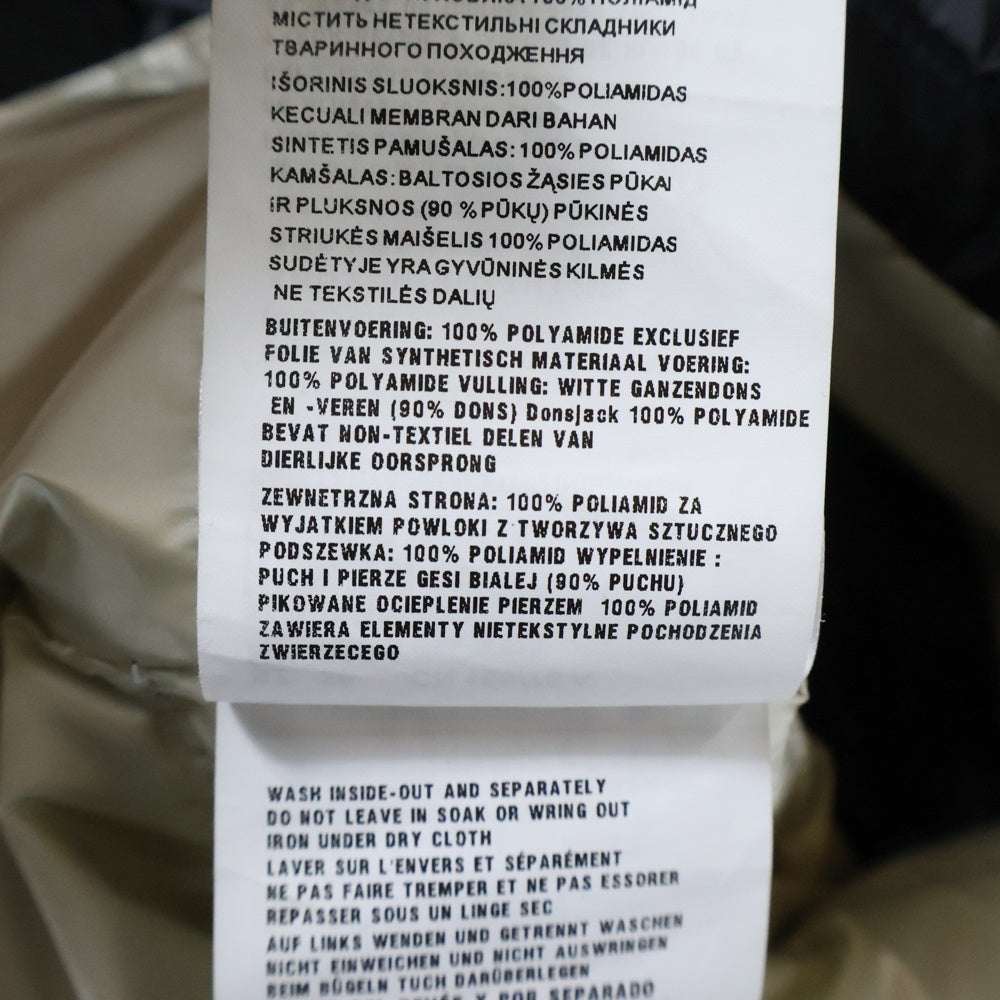 100% ПОЛІАМІД
МІСТИТЬ НЕТЕКСТИЛЬНІ СКЛАДНИКИ
ТВАРИННОГО ПОХОДЖЕННЯ
IŠORINIS SLUOKSNIS:100%POLIAMIDAS
KECUALI MEMBRAN DARI BAHAN
SINTETIS PAMUŠALAS: 100% POLIAMIDAS
KAMŠALAS: BALTOSIOS ŽĄSIES PŪKAI
IR PLUKSNOS (90 % PŪKŲ) PŪKINĖS
STRIUKĖS MAIŠELIS 100% POLIAMIDAS
SUDĖTYJE YRA GYVŪNINĖS KILMĖS
NE TEKSTILĖS DALIŲ
BUITENVOERING: 100% POLYAMIDE EXCLUSIEF
FOLIE VAN SYNTHETISCH MATERIAAL VOERING:
100% POLYAMIDE VULLING: WITTE GANZENDONS
EN -VEREN (90% DONS) Donsjack 100% POLYAMIDE
BEVAT NON-TEXTIEL DELEN VAN
DIERLIJKE OORSPRONG
ZEWNETRZNA STRONA: 100% POLIAMID ZA
WYJATKIEM POWLOKI Z TWORZYWA SZTUCZNEGO
PODSZEWKA: 100% POLIAMID WYPELNIENIE :
PUCH I PIERZE GESI BIALEJ (90% PUCHU)
PIKOWANE OCIEPLENIE PIERZEM 100% POLIAMID
ZAWIERA ELEMENTY NIETEKSTYLNE POCHODZENIA
ZWIERZECEGO
WASH INSIDE-OUT AND SEPARATELY
DO NOT LEAVE IN SOAK OR WRING OUT
IRON UNDER DRY CLOTH
LAVER SUR L'ENVERS ET SÉPARÉMENT
NE PAS FAIRE TREMPER ET NE PAS ESSORER
REPASSER SOUS UN LINGE SEC
AUF LINKS WENDEN UND GETRENNT WASCHEN
NICHT EINWEICHEN UND NICHT AUSWRINGEN
BEIM BÜGELN TUCH DARÜBERLEGEN
POR SEPARADO